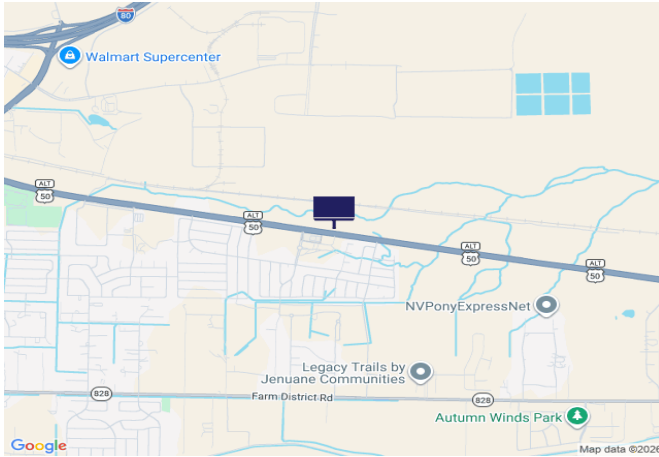 80
Walmart Supercenter
ALT
50
ALT
50
ALT
50
ALT
50
NVPonyExpressNet
Legacy Trails by
Jenuane Communities
828
Farm District Rd
828
Autumn Winds Park
Google
Map data ©2026